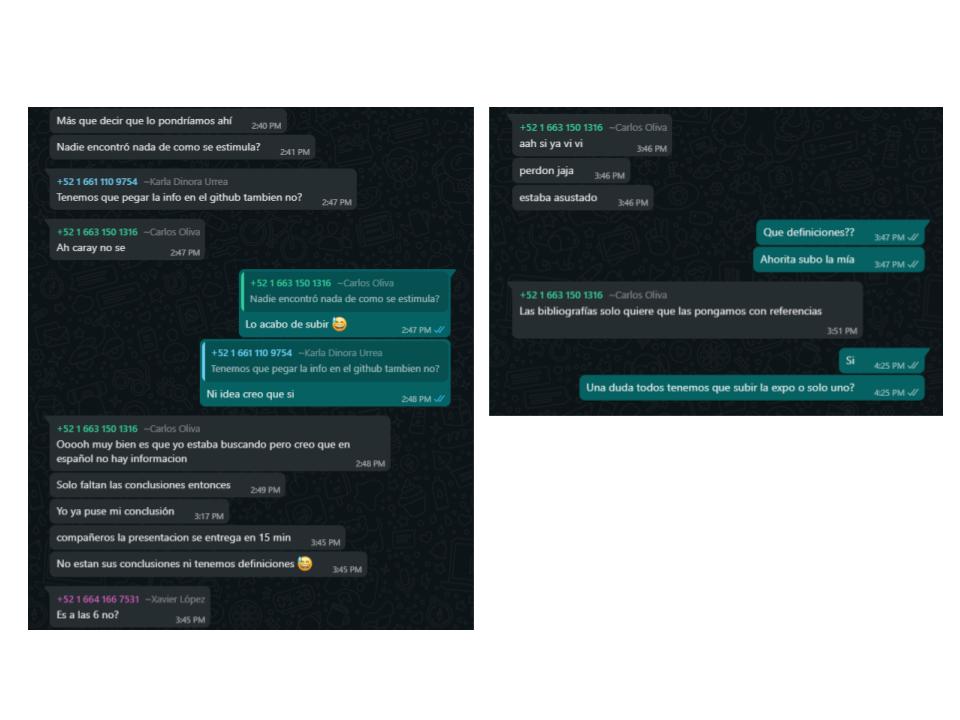 Más que decir que lo pondríamos ahí 2:40 PM
Nadie encontró nada de como se estimula? 2:41 PM
+52 1 661 110 9754 ~Karla Dinora Urrea
Tenemos que pegar la info en el github tambien no? 2:47 PM
+52 1 663 150 1316 ~Carlos Oliva
Ah caray no se 2:47 PM
+52 1 663 150 1316 ~Carlos Oliva
Nadie encontró nada de como se estimula?
Lo acabo de subir 😅 2:47 PM
+52 1 661 110 9754 ~Karla Dinora Urrea
Tenemos que pegar la info en el github tambien no?
Ni idea creo que si 2:48 PM
+52 1 663 150 1316 ~Carlos Oliva
Ooooh muy bien es que yo estaba buscando pero creo que en
español no hay informacion 2:48 PM
Solo faltan las conclusiones entonces 2:49 PM
Yo ya puse mi conclusión 3:17 PM
compañeros la presentacion se entrega en 15 min 3:45 PM
No estan sus conclusiones ni tenemos definiciones 😅 3:45 PM
+52 1 664 166 7531 ~Xavier López
Es a las 6 no? 3:45 PM
+52 1 663 150 1316 ~Carlos Oliva
aah si ya vi vi 3:46 PM
perdon jaja 3:46 PM
estaba asustado 3:46 PM
Que definiciones?? 3:47 PM
Ahorita subo la mía 3:47 PM
+52 1 663 150 1316 ~Carlos Oliva
Las bibliografías solo quiere que las pongamos con referencias
3:51 PM
Si 4:25 PM
Una duda todos tenemos que subir la expo o solo uno? 4:25 PM